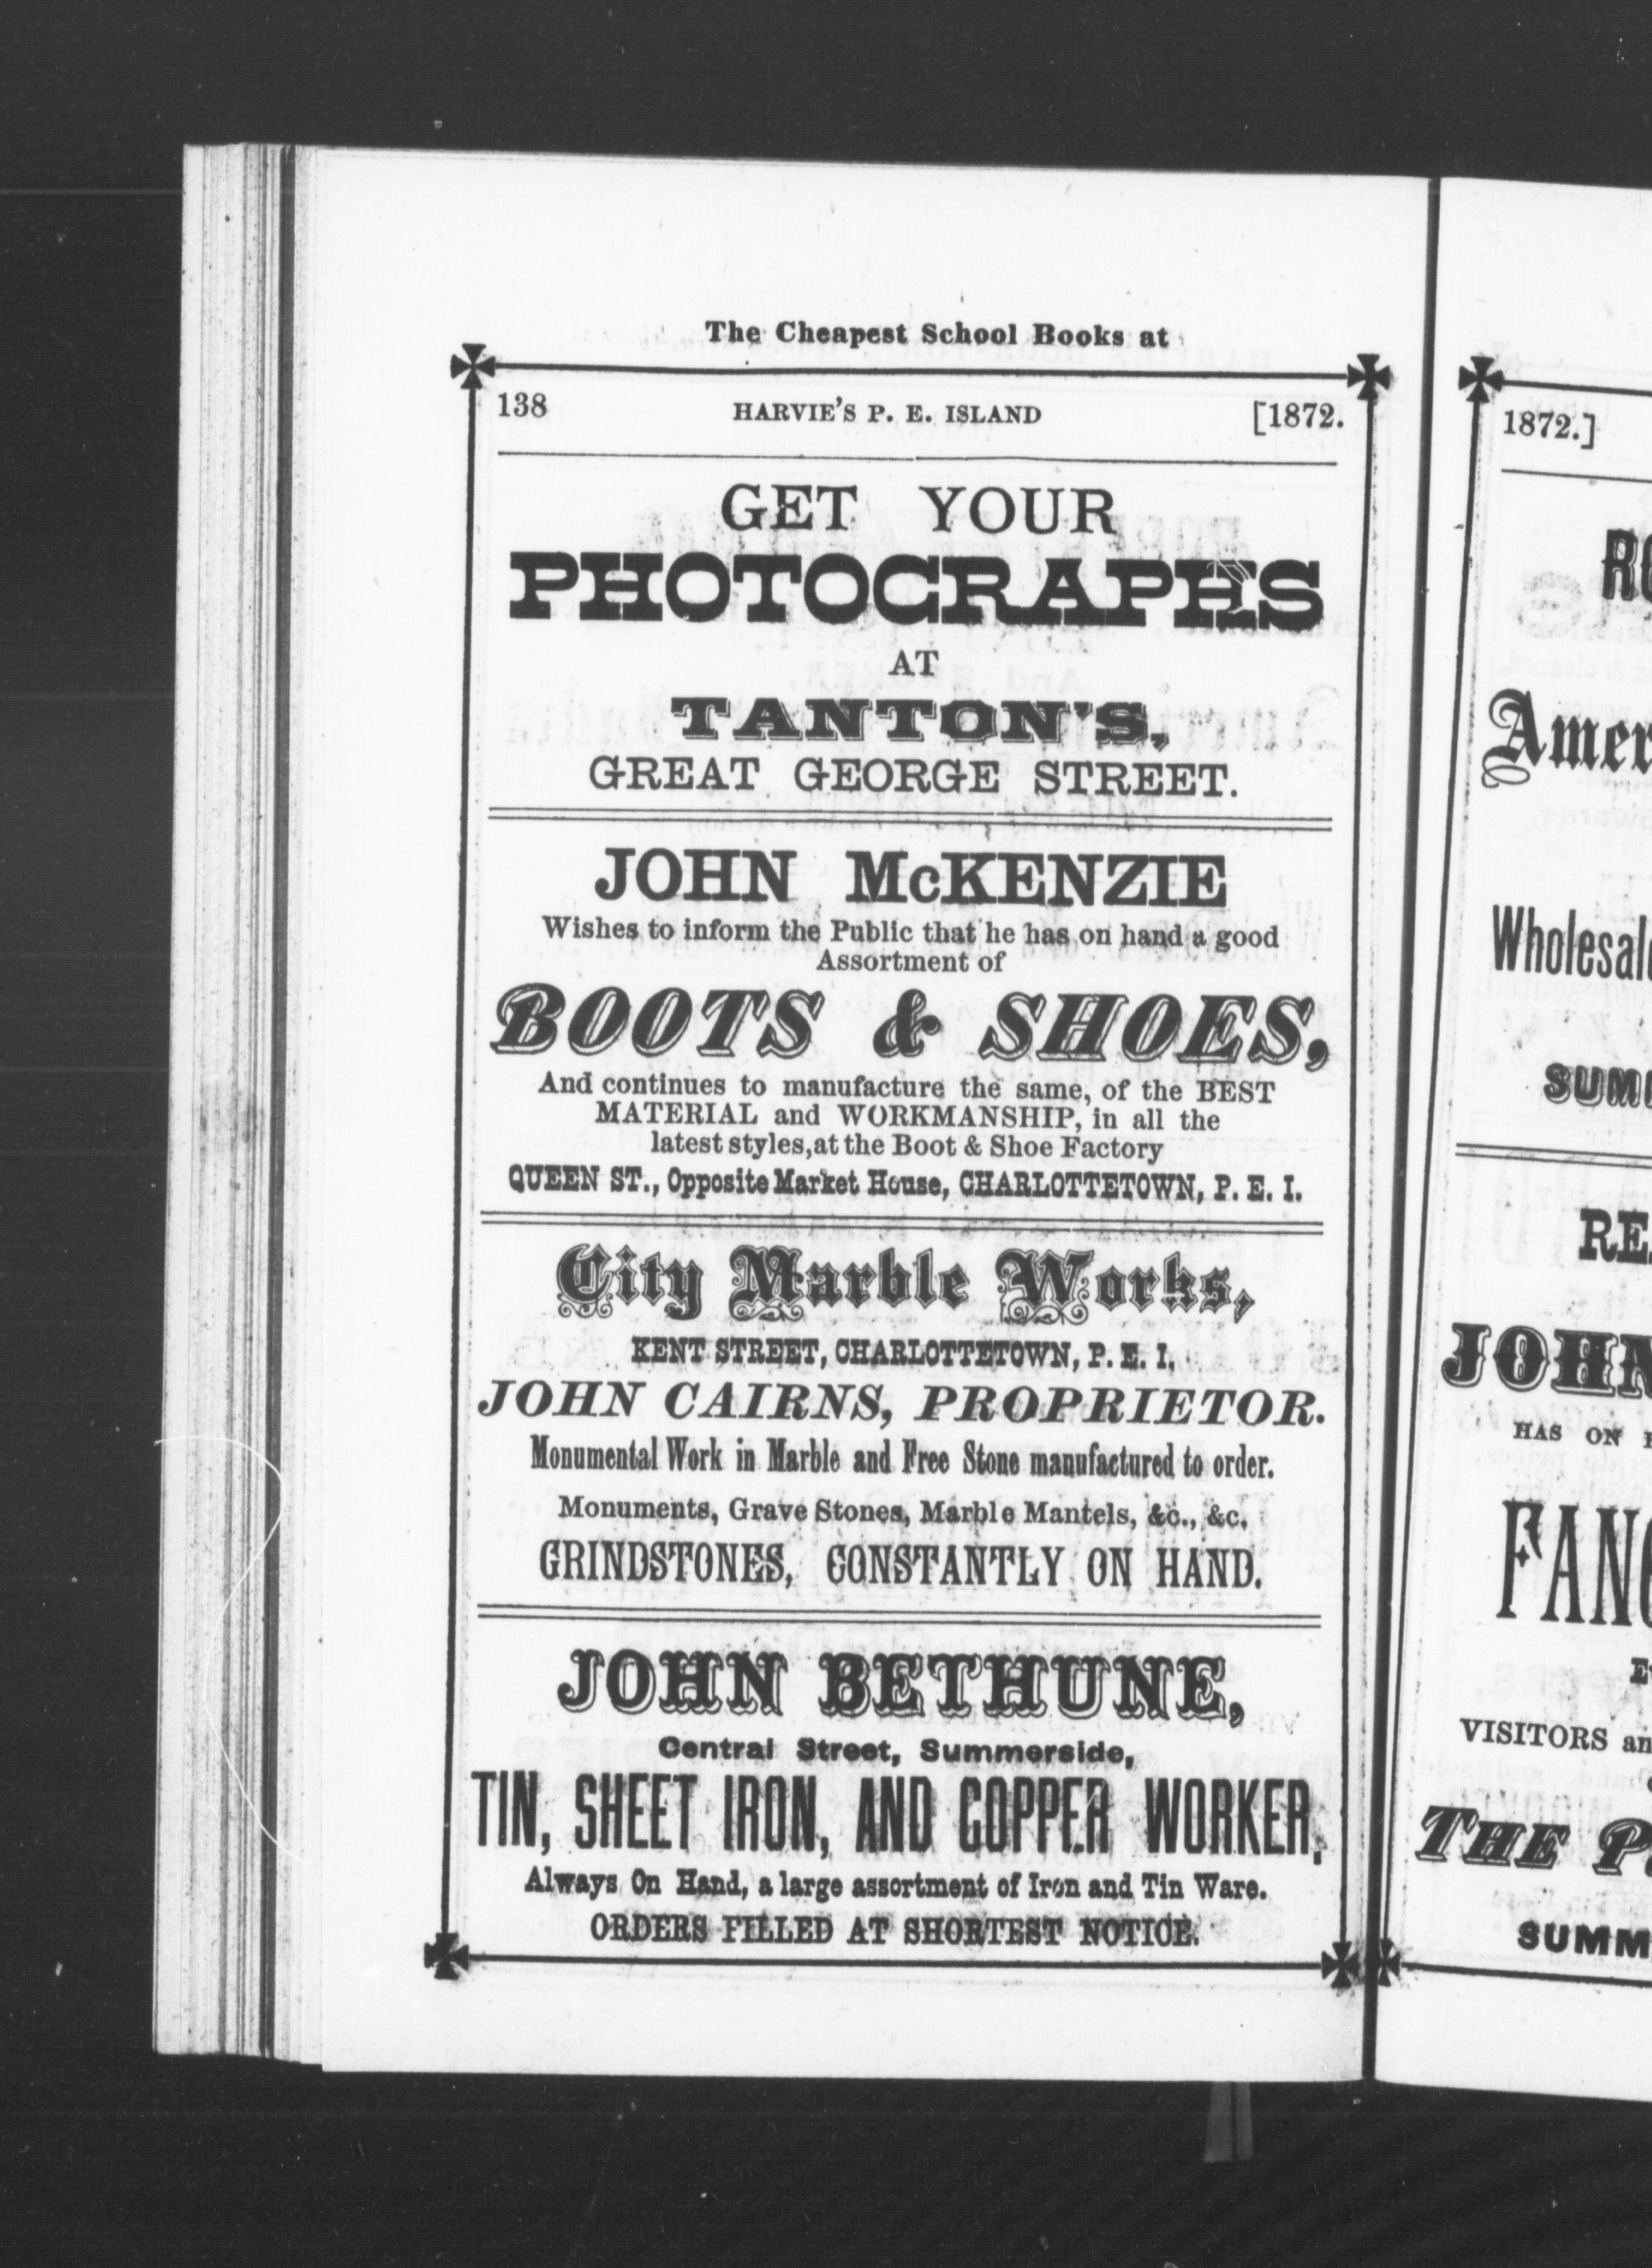 The Cheapest School Books at
138 HARVIE'S P. E. ISLAND [1872.
GET YOUR
PHOTOGRAPHS
AT
TANTON'S,
GREAT GEORGE STREET.
JOHN McKENZIE
Wishes to inform the Public that he has on hand a good
Assortment of
BOOTS & SHOES,
And continues to manufacture the same, of the BEST
MATERIAL and WORKMANSHIP, in all the
latest styles, at the Boot & Shoe Factory
QUEEN ST., Opposite Market House, CHARLOTTETOWN, P. E. I.
City Marble Works,
KENT STREET, CHARLOTTETOWN, P. E. I.
JOHN CAIRNS, PROPRIETOR.
Monumental Work in Marble and Free Stone manufactured to order.
Monuments, Grave Stones, Marble Mantels, &c., &c.
GRINDSTONES, CONSTANTLY ON HAND.
JOHN BETHUNE,
Central Street, Summerside,
TIN, SHEET IRON, AND COPPER WORKER,
Always On Hand, a large assortment of Iron and Tin Ware.
ORDERS FILLED AT SHORTEST NOTICE.
1872.]
Wholesal
JOHN
HAS ON
VISITORS
THE